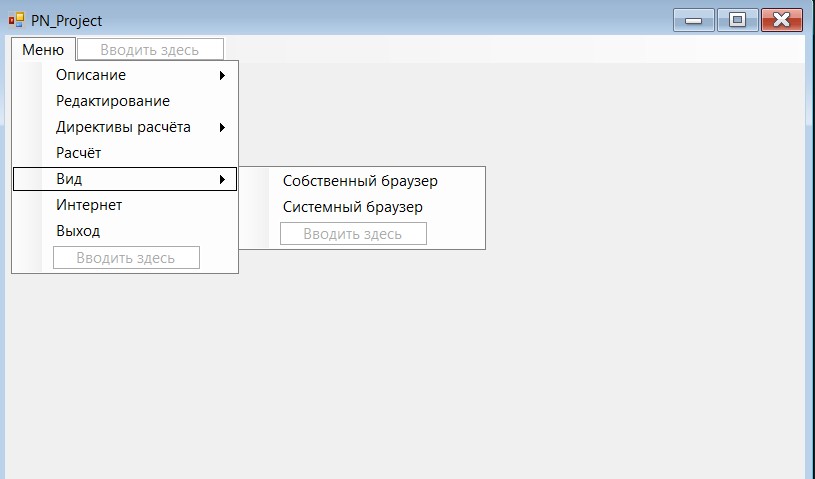 PN_Project
Меню Вводить здесь
Описание
Редактирование
Директивы расчёта
Расчёт
Вид
Интернет
Выход
Вводить здесь
Собственный браузер
Системный браузер
Вводить здесь